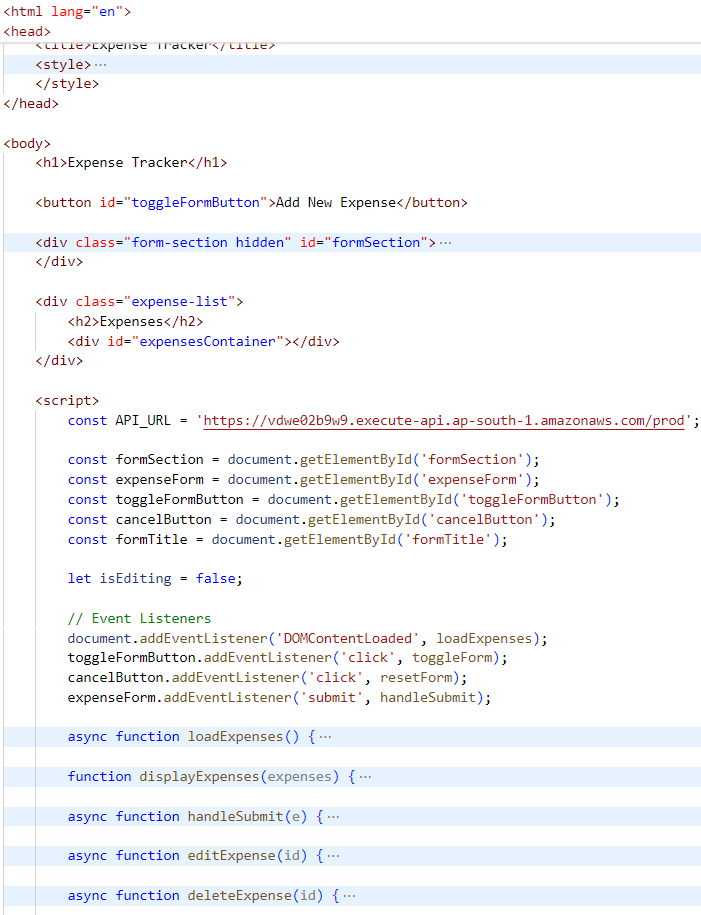 <html lang="en">
<head>
<title>Expense Tracker</title>
<style>···
</style>
</head>
<body>
<h1>Expense Tracker</h1>
<button id="toggleFormButton">Add New Expense</button>
<div class="form-section hidden" id="formSection">···
</div>
<div class="expense-list">
<h2>Expenses</h2>
<div id="expensesContainer"></div>
</div>
<script>
const API_URL = 'https://vdwe02b9w9.execute-api.ap-south-1.amazonaws.com/prod';
const formSection = document.getElementById('formSection');
const expenseForm = document.getElementById('expenseForm');
const toggleFormButton = document.getElementById('toggleFormButton');
const cancelButton = document.getElementById('cancelButton');
const formTitle = document.getElementById('formTitle');
let isEditing = false;
// Event Listeners
document.addEventListener('DOMContentLoaded', loadExpenses);
toggleFormButton.addEventListener('click', toggleForm);
cancelButton.addEventListener('click', resetForm);
expenseForm.addEventListener('submit', handleSubmit);
async function loadExpenses() {···
function displayExpenses(expenses) {···
async function handleSubmit(e) {···
async function editExpense(id) {···
async function deleteExpense(id) {···